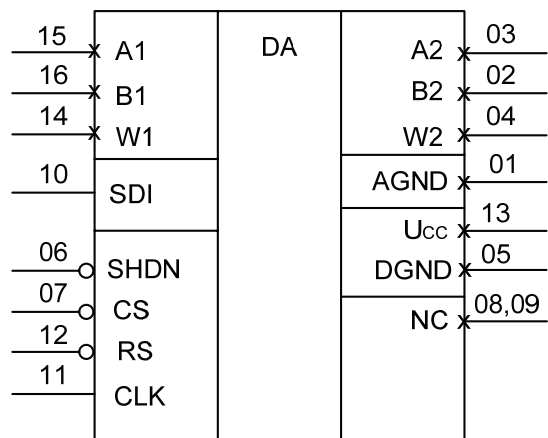 15 A1 DA A2 03
16 B1 B2 02
14 W1 W2 04
10 SDI AGND 01
UCC 13
06 SHDN DGND 05
07 CS NC 08,09
12 RS
11 CLK